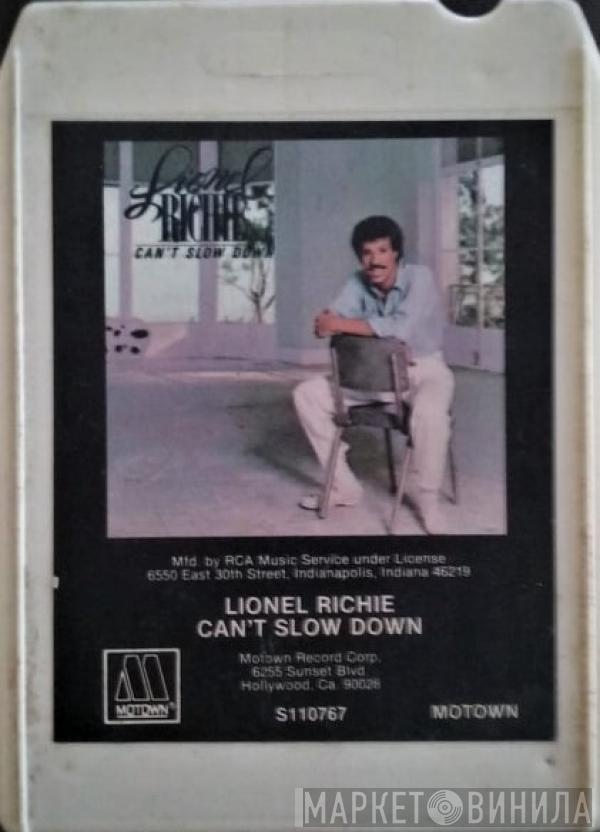 Lionel
RICHIE
CAN'T SLOW DOWN
Mfd. by RCA Music Service under License
6550 East 30th Street, Indianapolis, Indiana 46219
LIONEL RICHIE
CAN'T SLOW DOWN
Motown Record Corp.
6255 Sunset Blvd.
Hollywood, Ca. 90028
MOTOWN®
S110767
MOTOWN
МАРКЕТ ВИНИЛА